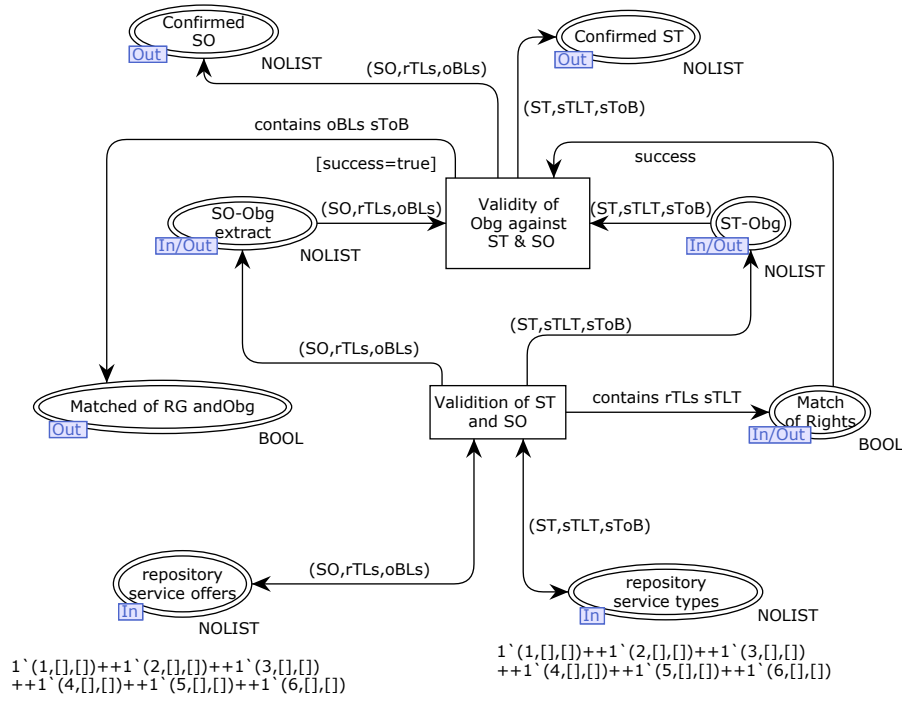 Confirmed
SO
Out
NOLIST
Confirmed ST
Out
NOLIST
(SO,rTLs,oBLs)
(ST,sTLT,sToB)
contains oBLs sToB
[success=true]
success
SO-Obg
extract
In/Out
NOLIST
(SO,rTLs,oBLs)
Validity of
Obg against
ST & SO
(ST,sTLT,sToB)
ST-Obg
In/Out
NOLIST
(SO,rTLs,oBLs)
(ST,sTLT,sToB)
Matched of RG andObg
Out
BOOL
Validition of ST
and SO
contains rTLs sTLT
Match
of Rights
In/Out
BOOL
(ST,sTLT,sToB)
repository
service offers
In
NOLIST
(SO,rTLs,oBLs)
repository
service types
In
NOLIST
1`(1,[],[])++1`(2,[],[])++1`(3,[],[])
++1`(4,[],[])++1`(5,[],[])++1`(6,[],[])
1`(1,[],[])++1`(2,[],[])++1`(3,[],[])
++1`(4,[],[])++1`(5,[],[])++1`(6,[],[])